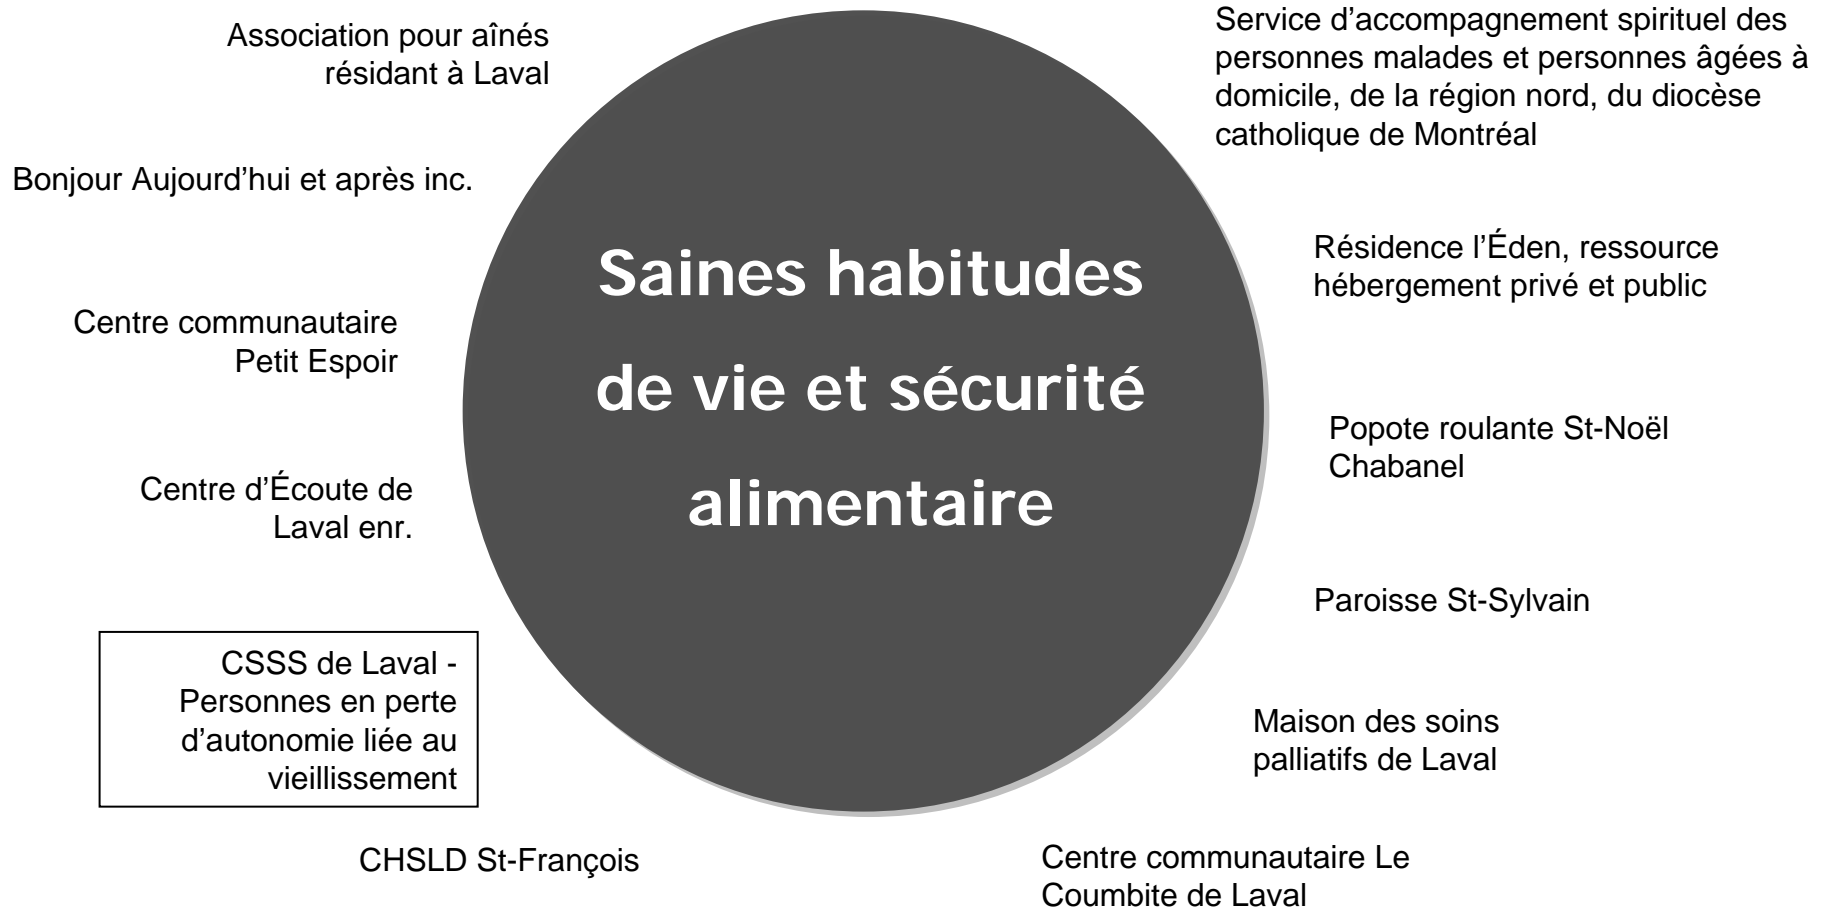 Association pour aînés
résidant à Laval
Bonjour Aujourd’hui et après inc.
Centre communautaire
Petit Espoir
Centre d’Écoute de
Laval enr.
CSSS de Laval -
Personnes en perte
d’autonomie liée au
vieillissement
CHSLD St-François
Saines habitudes
de vie et sécurité
alimentaire
Service d’accompagnement spirituel des
personnes malades et personnes âgées à
domicile, de la région nord, du diocèse
catholique de Montréal
Résidence l’Éden, ressource
hébergement privé et public
Popote roulante St-Noël
Chabanel
Paroisse St-Sylvain
Maison des soins
palliatifs de Laval
Centre communautaire Le
Coumbite de Laval